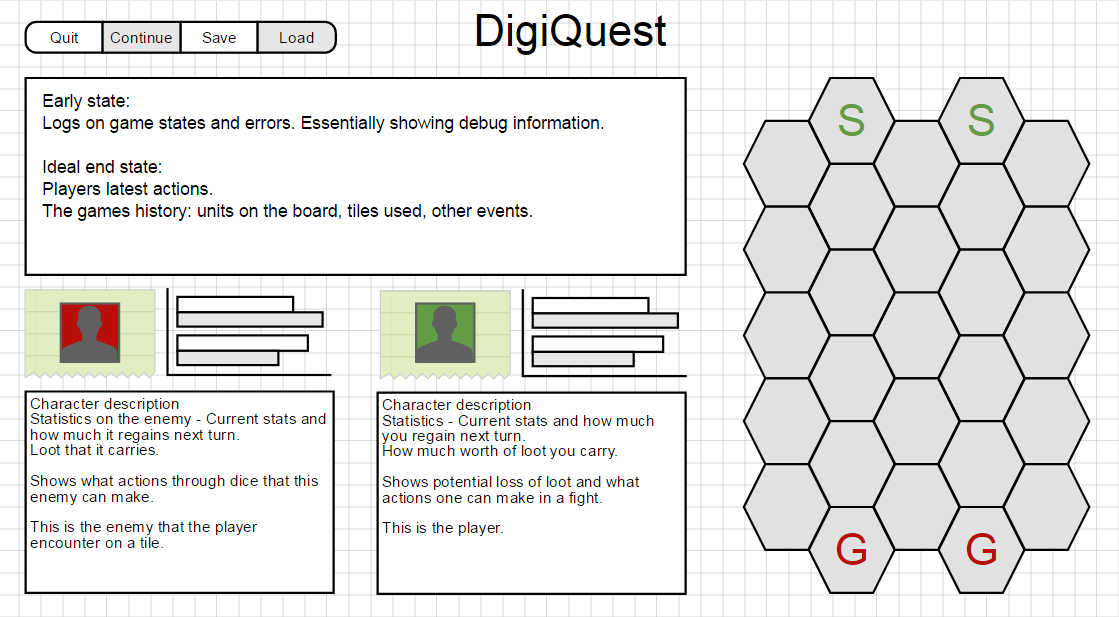 DigiQuest
Quit Continue Save Load
Early state:
Logs on game states and errors. Essentially showing debug information.
Ideal end state:
Players latest actions.
The games history: units on the board, tiles used, other events.
S S
Character description
Statistics on the enemy - Current stats and
how much it regains next turn.
Loot that it carries.
Shows what actions through dice that this
enemy can make.
This is the enemy that the player
encounter on a tile.
Character description
Statistics - Current stats and how much
you regain next turn.
How much worth of loot you carry.
Shows potential loss of loot and what
actions one can make in a fight.
This is the player.
G G